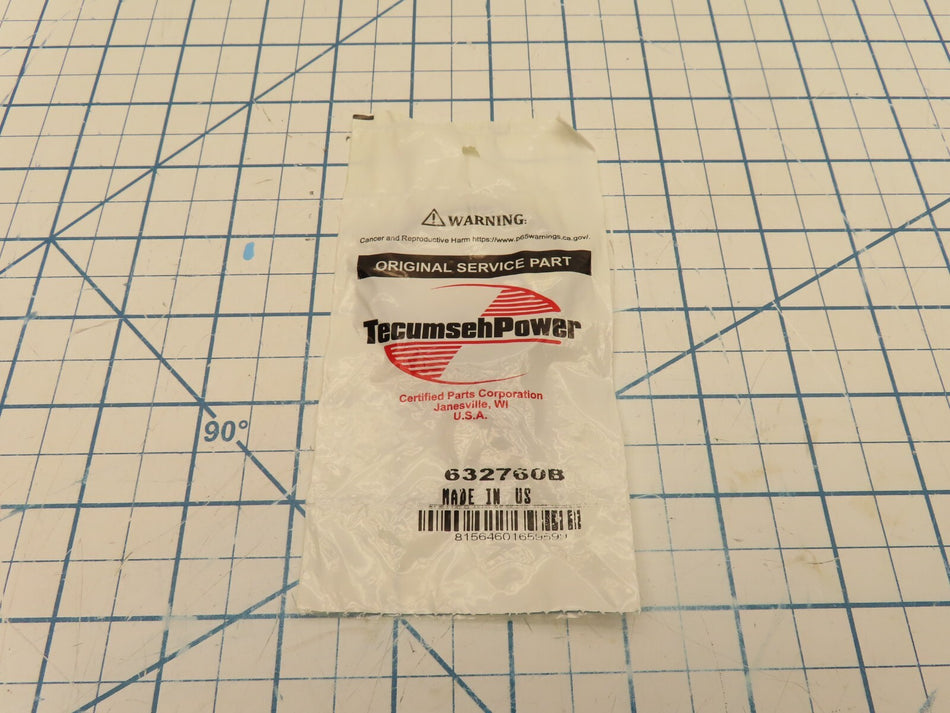 WARNING:
Cancer and Reproductive Harm https://www.p65warnings.ca.gov/.
ORIGINAL SERVICE PART
TecumsehPower
Certified Parts Corporation
Janesville, WI
U.S.A.
90°
632760B
MADE IN US